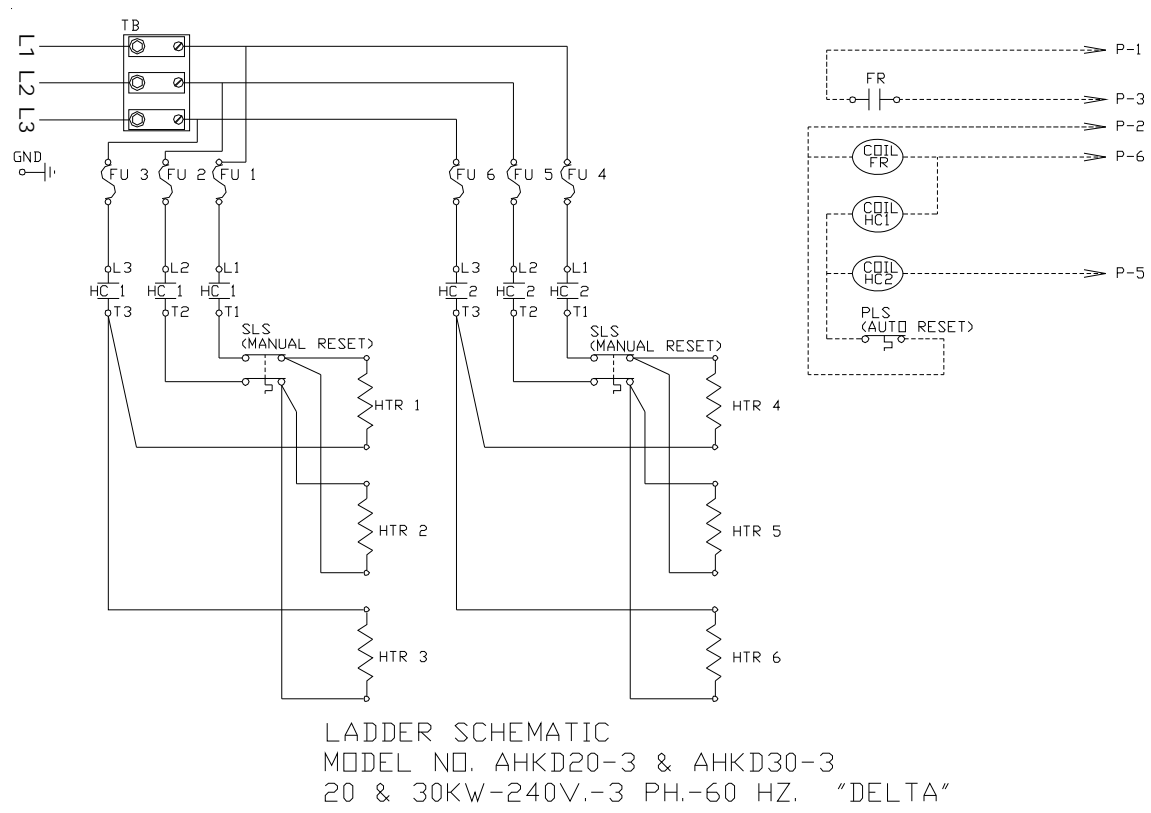 TB
L1
L2
L3
GND
FU 3 FU 2 FU 1 FU 6 FU 5 FU 4
L3 L2 L1 L3 L2 L1
HC 1 HC 1 HC 1 HC 2 HC 2 HC 2
T3 T2 T1 T3 T2 T1
SLS
(MANUAL RESET)
SLS
(MANUAL RESET)
HTR 1
HTR 4
HTR 2
HTR 5
HTR 3
HTR 6
P-1
FR
P-3
P-2
COIL
FR
P-6
COIL
HC1
COIL
HC2
P-5
PLS
(AUTO RESET)
LADDER SCHEMATIC
MODEL NO. AHKD20-3 & AHKD30-3
20 & 30KW-240V.-3 PH.-60 HZ. "DELTA"